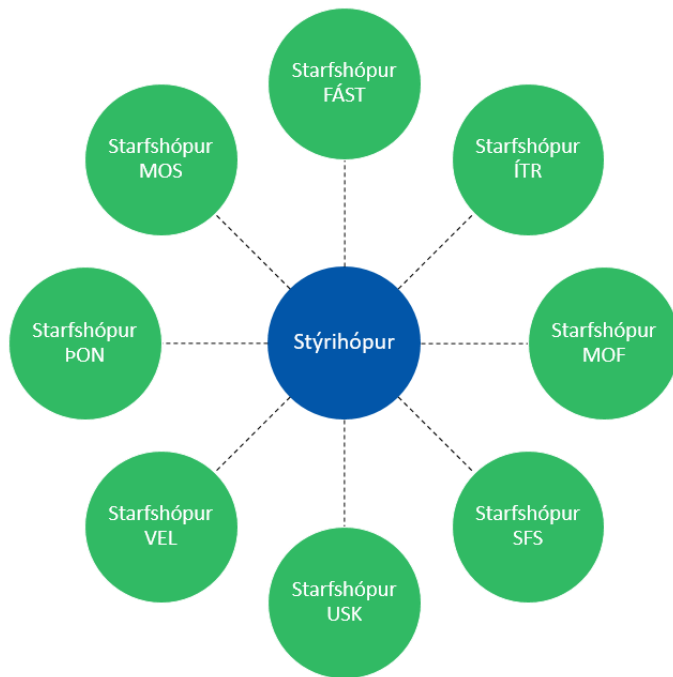 Starfshópur
FÁST
Starfshópur
MOS
Starfshópur
ÍTR
Starfshópur
ÞON
Stýrihópur
Starfshópur
MOF
Starfshópur
VEL
Starfshópur
SFS
Starfshópur
USK